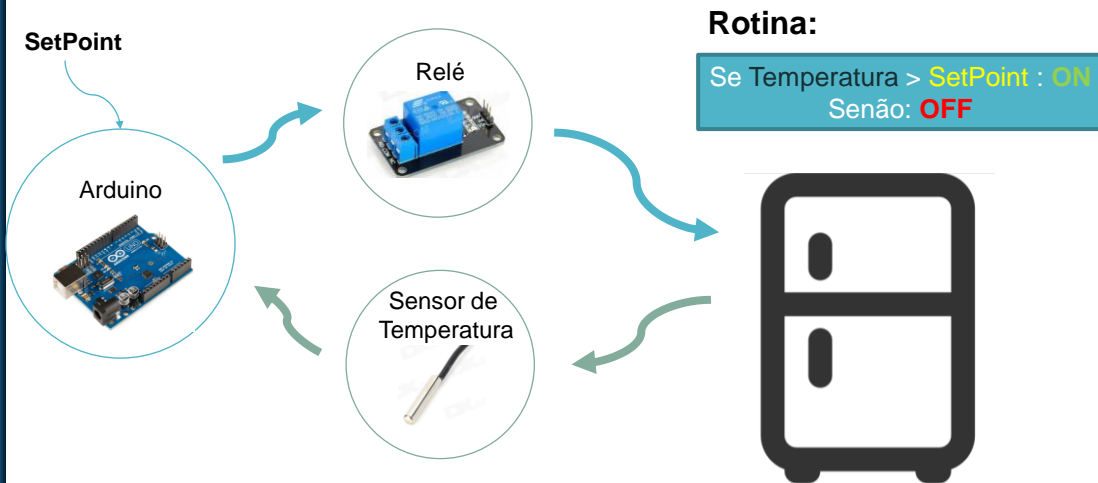 Rotina:
SetPoint
Se Temperatura > SetPoint : ON
Senão: OFF
Relé
Arduino
Sensor de
Temperatura